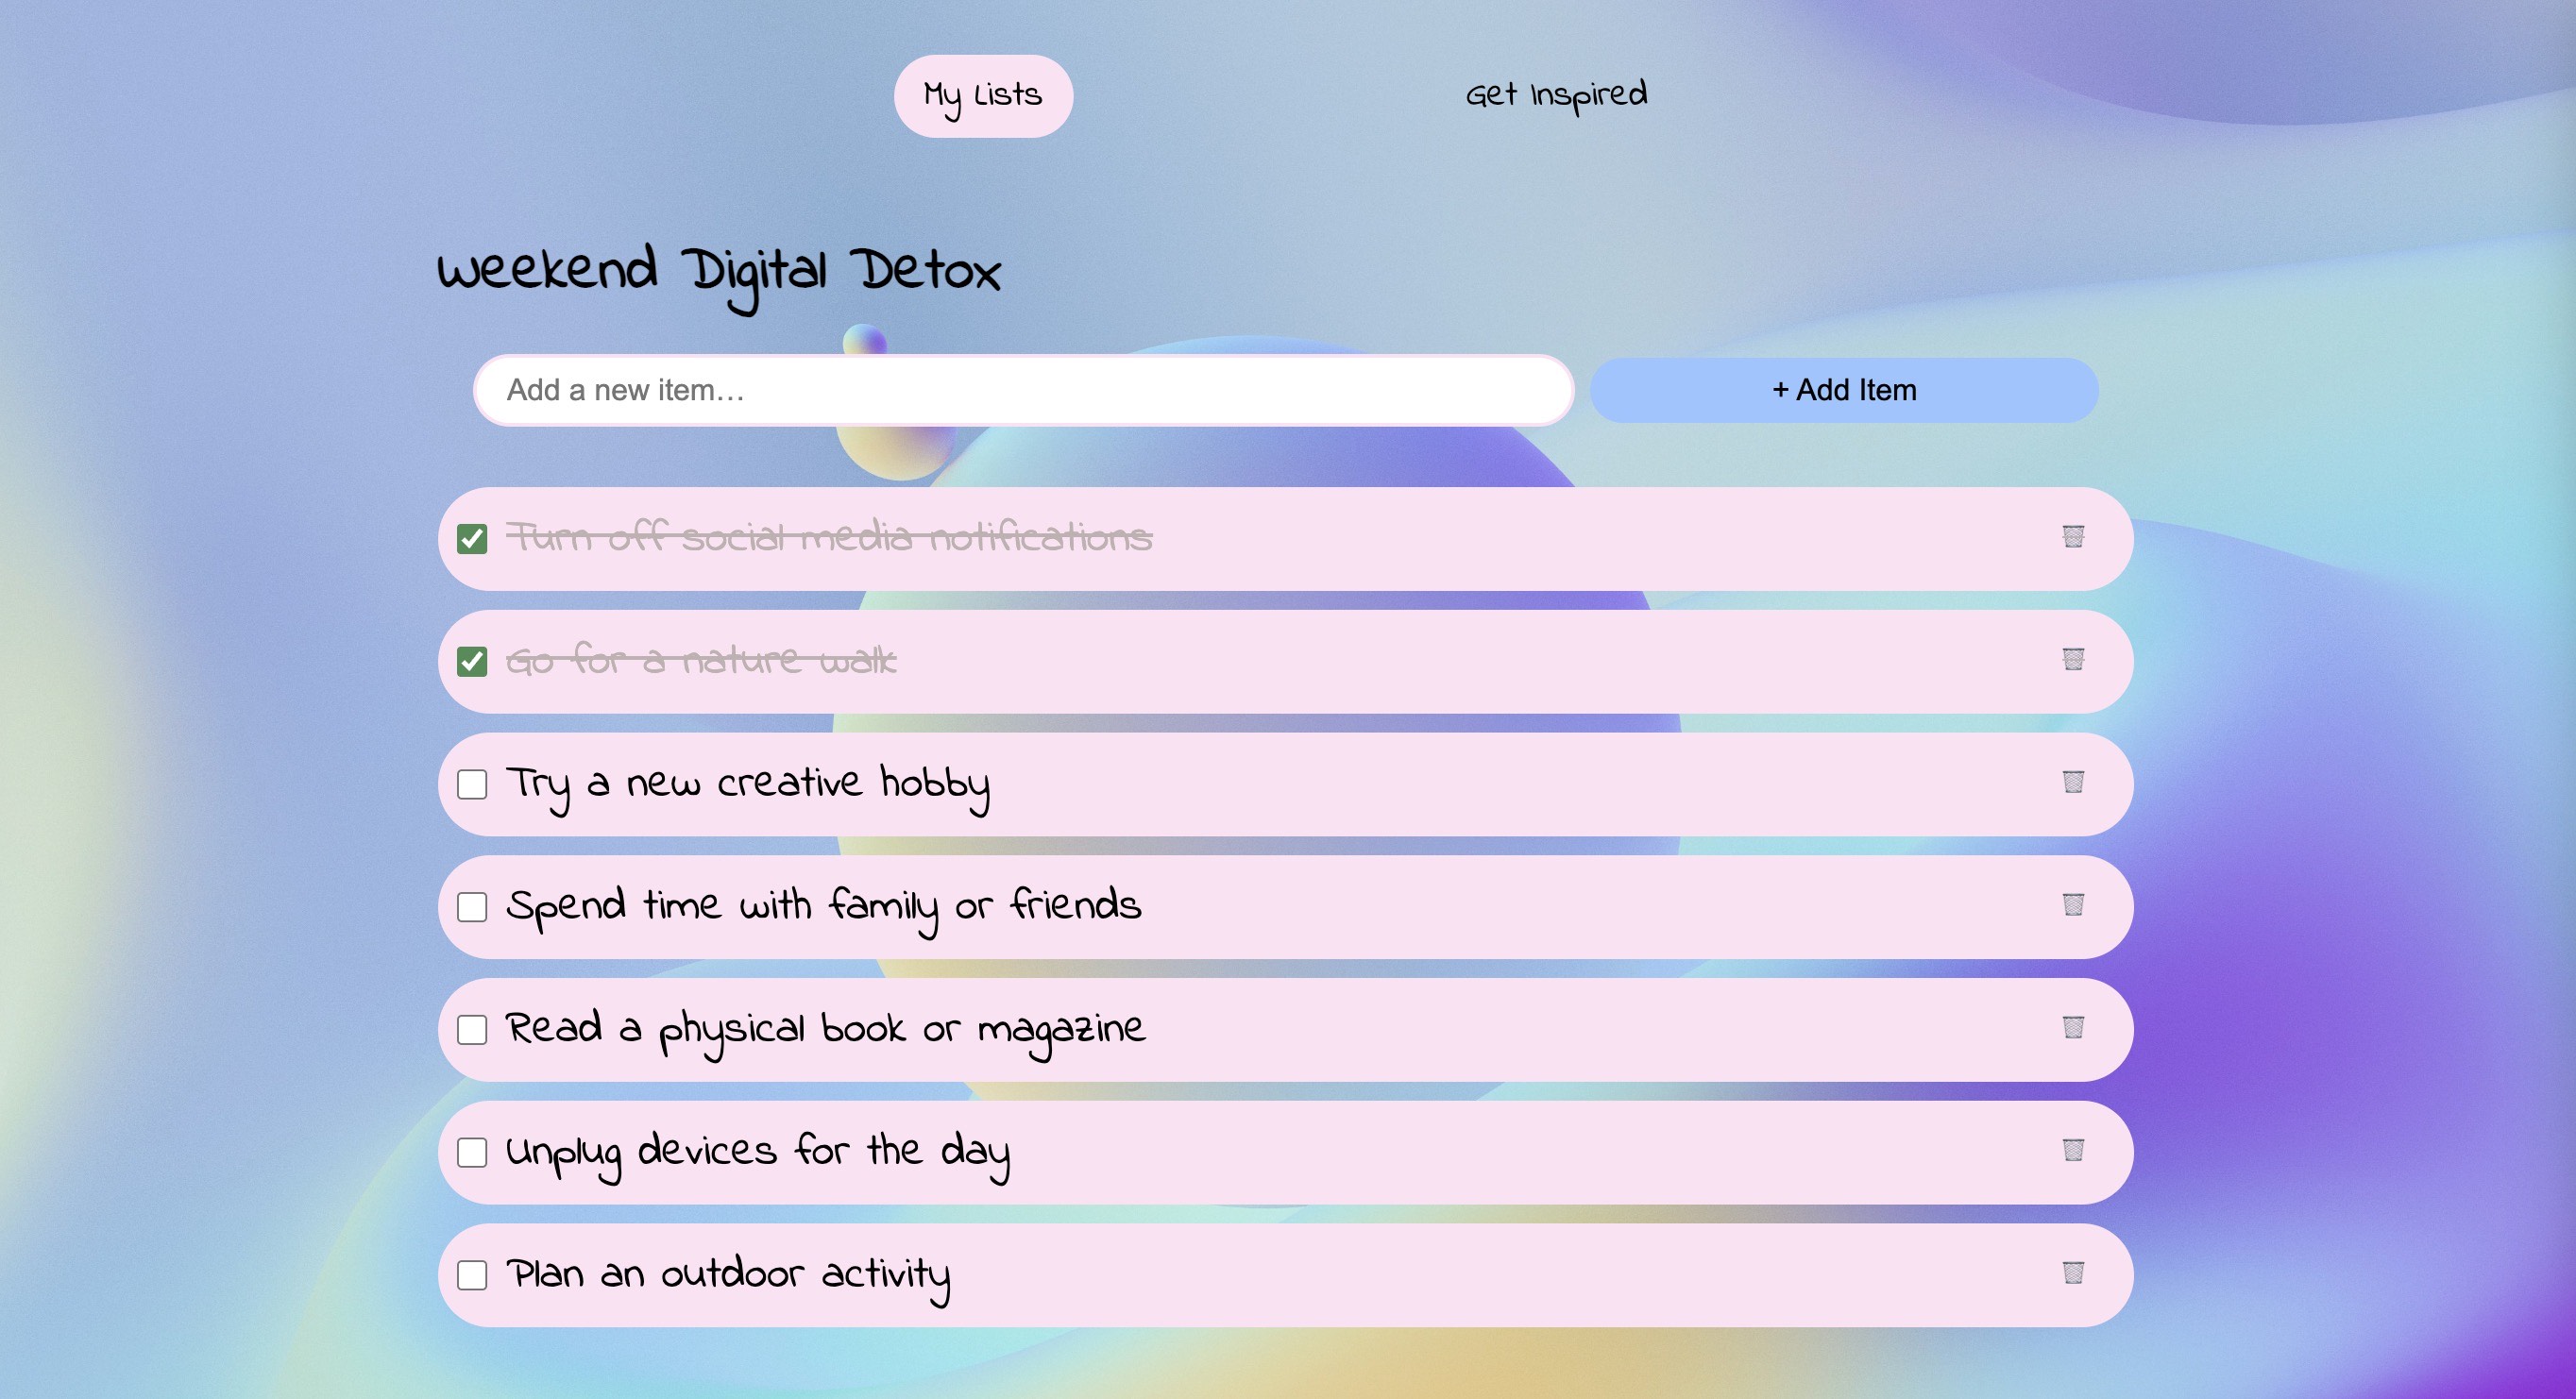 My Lists
Get Inspired
Weekend Digital Detox
Add a new item...
+ Add Item
Turn off social media notifications
Go for a nature walk
Try a new creative hobby
Spend time with family or friends
Read a physical book or magazine
Unplug devices for the day
Plan an outdoor activity